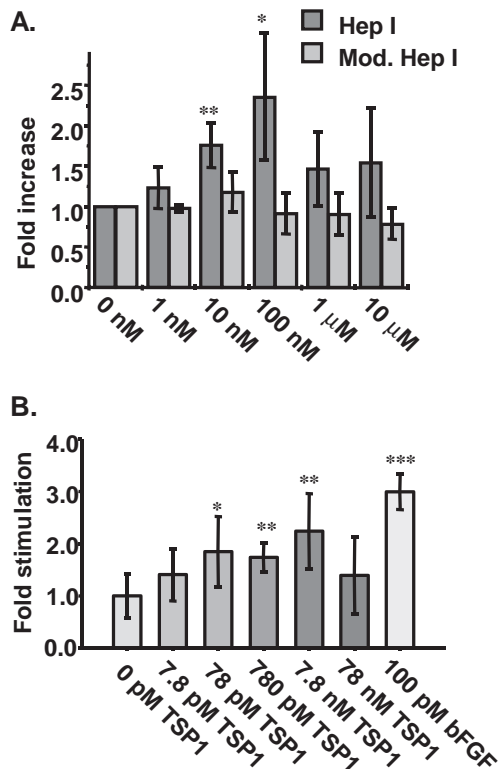 A.
*
Hep I
Mod. Hep I
**
2.5
2.0
1.5
1.0
0.5
0.0
Fold increase
0 nM
1 nM
10 nM
100 nM
1 μM
10 μM
B.
4.0
3.0
2.0
1.0
0.0
Fold stimulation
*
**
**
***
0 pM TSP1
7.8 pM TSP1
78 pM TSP1
780 pM TSP1
7.8 nM TSP1
78 nM TSP1
100 pM bFGF